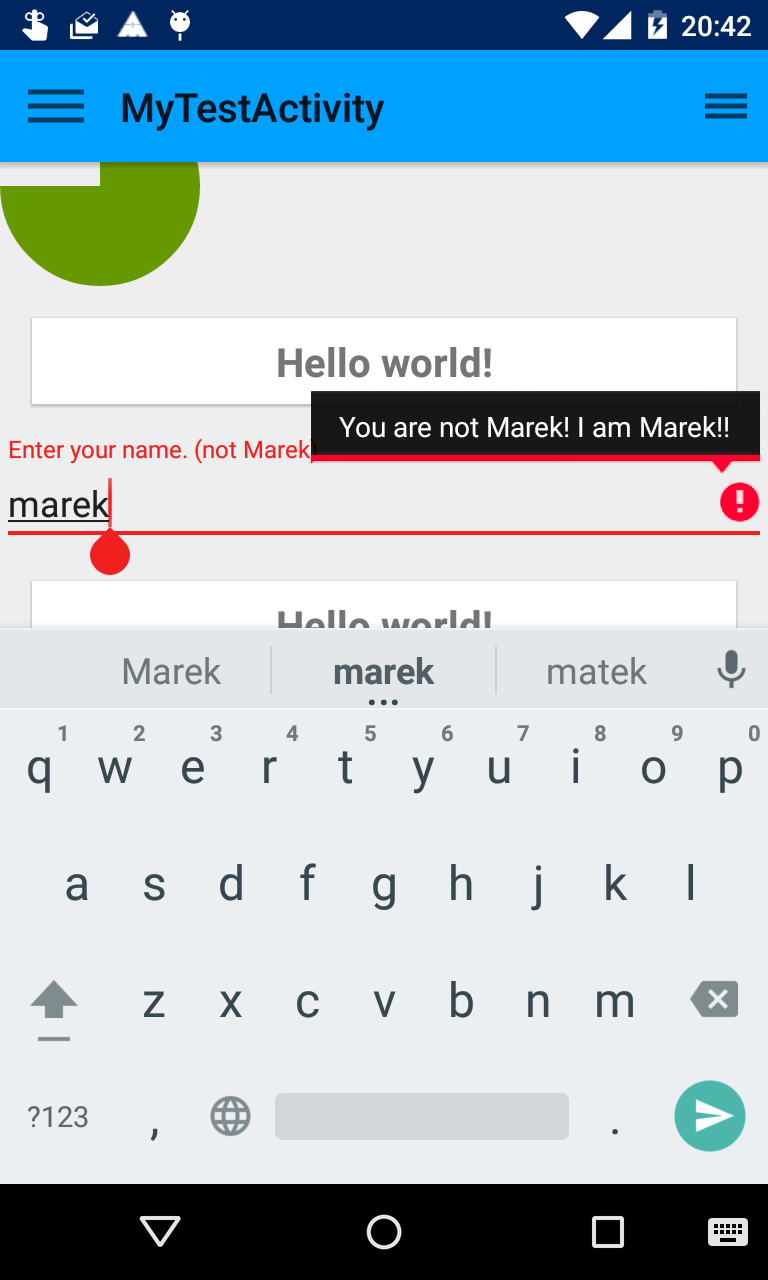 20:42
MyTestActivity
Hello world!
You are not Marek! I am Marek!!
Enter your name. (not Marek)
marek
Hello world!
Marek marek matek
1 2 3 4 5 6 7 8 9 0
q w e r t y u i o p
a s d f g h j k l
z x c v b n m
?123 , .